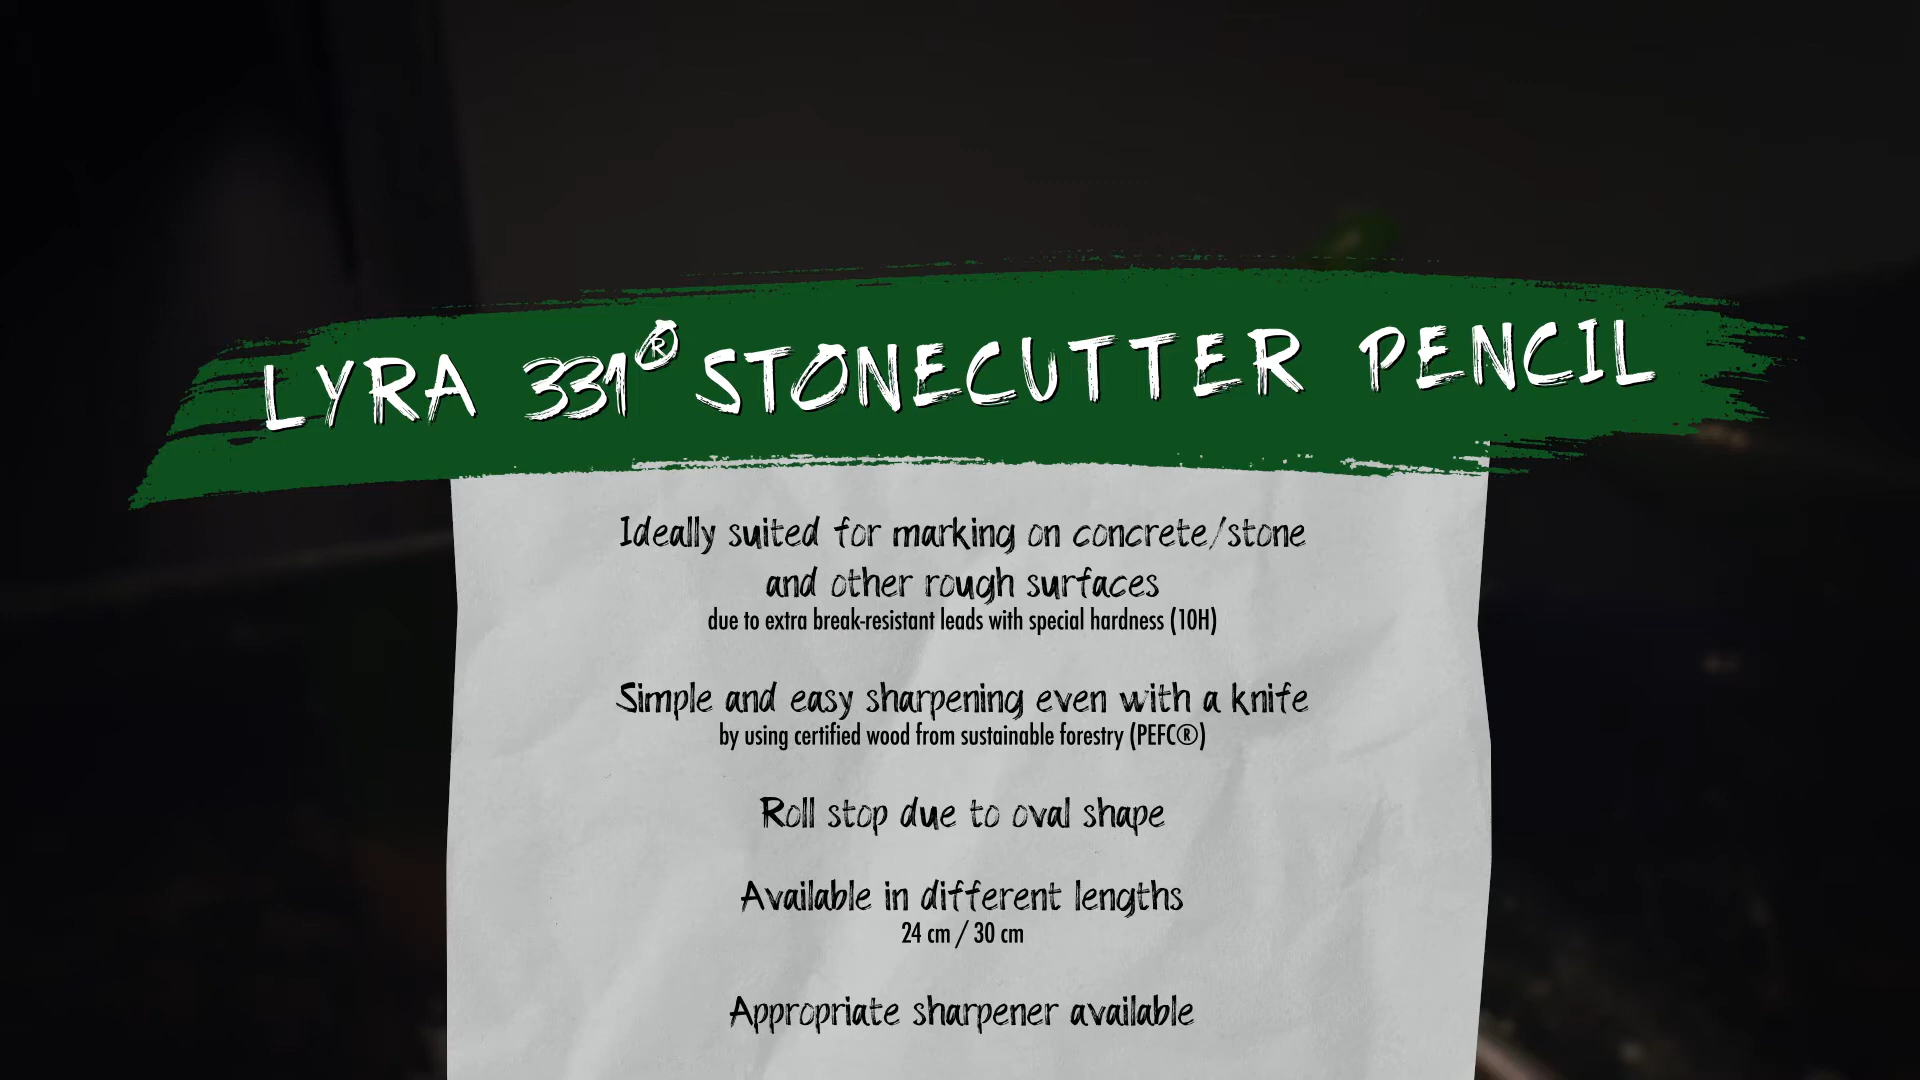 LYRA 331® STONECUTTER PENCIL
Ideally suited for marking on concrete/stone
and other rough surfaces
due to extra break-resistant leads with special hardness (10H)
Simple and easy sharpening even with a knife
by using certified wood from sustainable forestry (PEFC®)
Roll stop due to oval shape
Available in different lengths
24 cm / 30 cm
Appropriate sharpener available